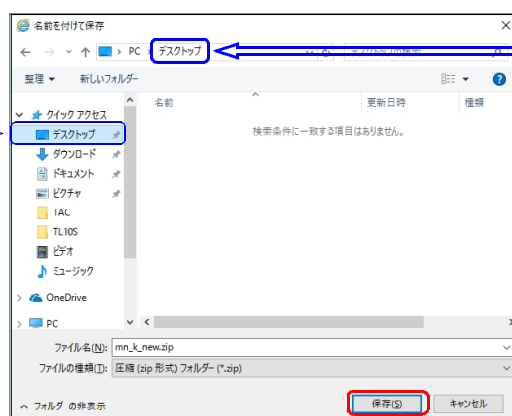 名前を付けて保存
PC > デスクトップ
整理 新しいフォルダー
名前 更新日時 種類
検索条件に一致する項目はありません。
クイック アクセス
デスクトップ
ダウンロード
ドキュメント
ピクチャ
TAC
TL10S
ビデオ
ミュージック
OneDrive
PC
ファイル名(N): mn_k_new.zip
ファイルの種類(T): 圧縮 (zip 形式) フォルダー (*.zip)
フォルダ の非表示 保存(S) キャンセル